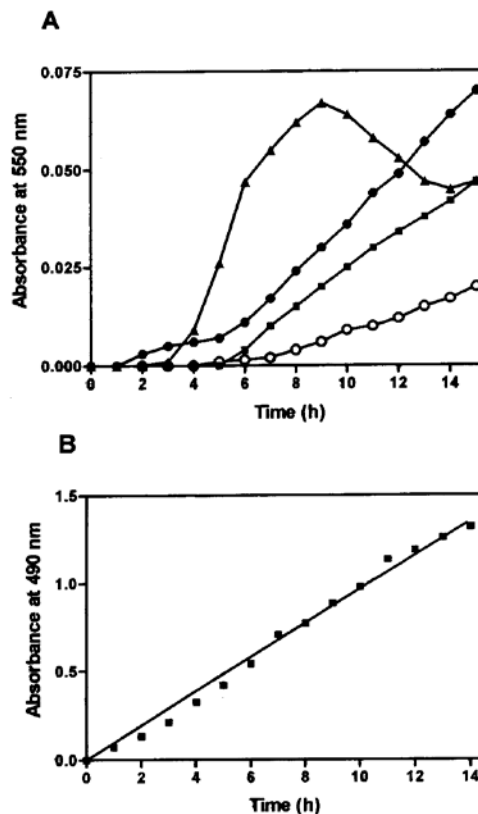 A
Absorbance at 550 nm
0.075
0.050
0.025
0.000
0 2 4 6 8 10 12 14
Time (h)
B
Absorbance at 490 nm
1.5
1.0
0.5
0.0
0 2 4 6 8 10 12 14
Time (h)